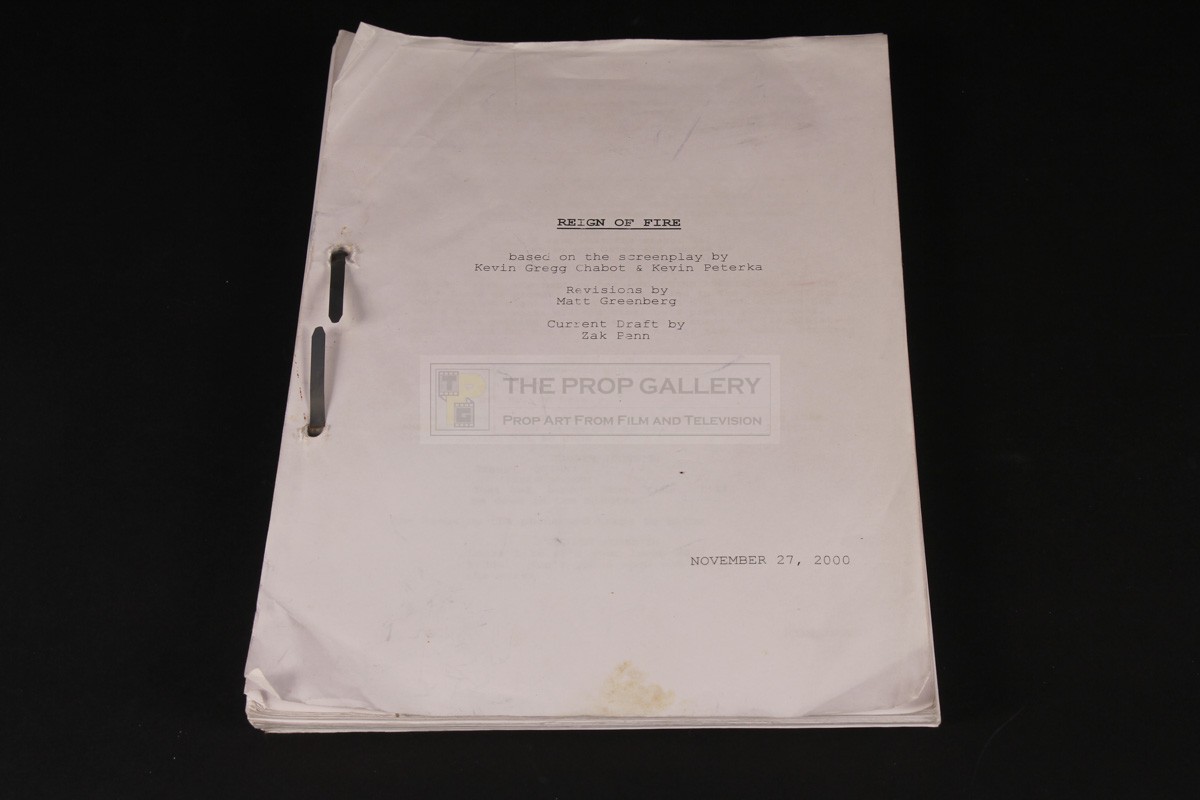 REIGN OF FIRE
based on the screenplay by
Kevin Gregg Chabot & Kevin Peterka
Revisions by
Matt Greenberg
Current Draft by
Zak Penn
TPG
THE PROP GALLERY
PROP ART FROM FILM AND TELEVISION
NOVEMBER 27, 2000